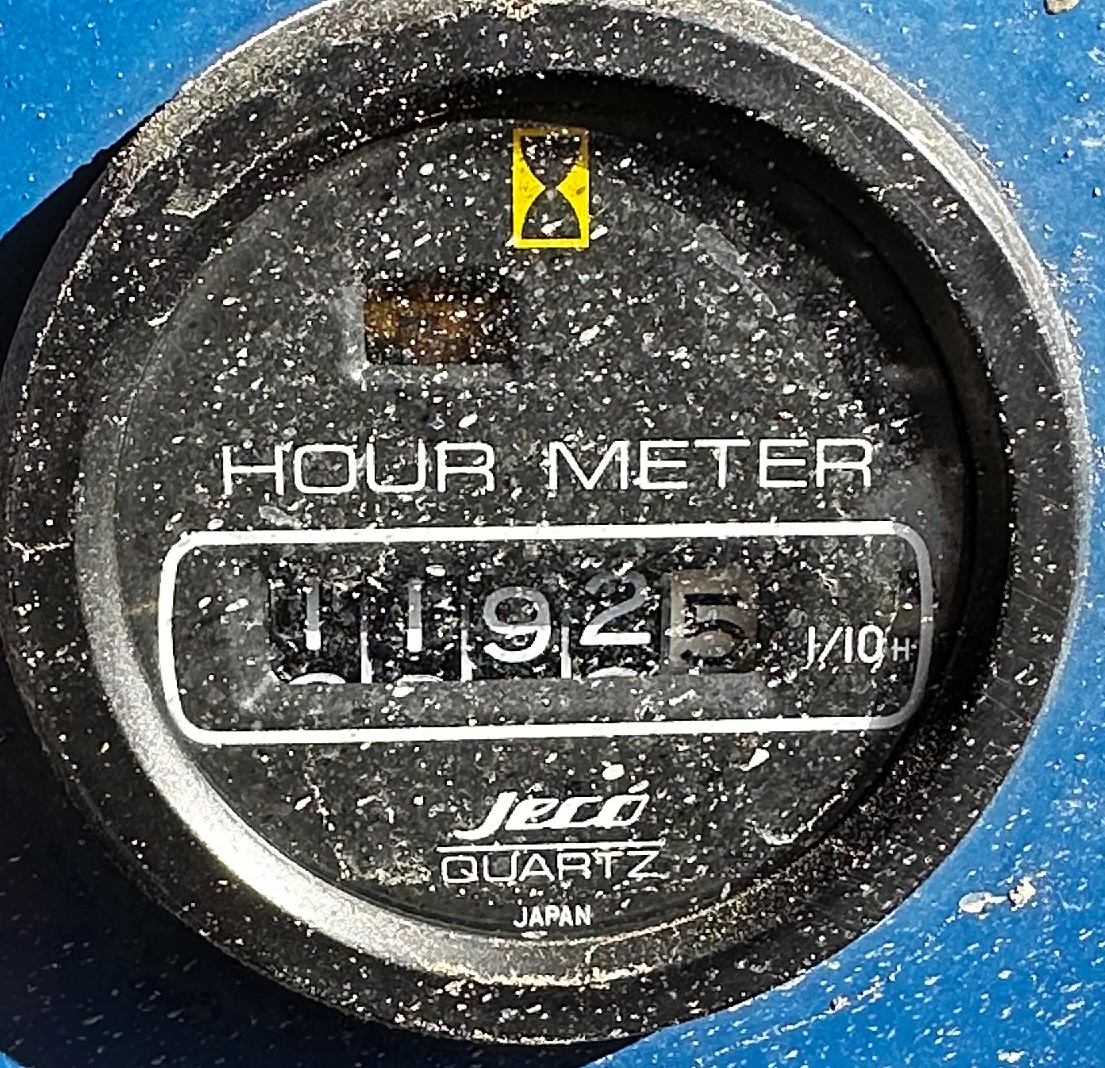 HOUR METER
11925 1/10H
Jeco
QUARTZ
JAPAN